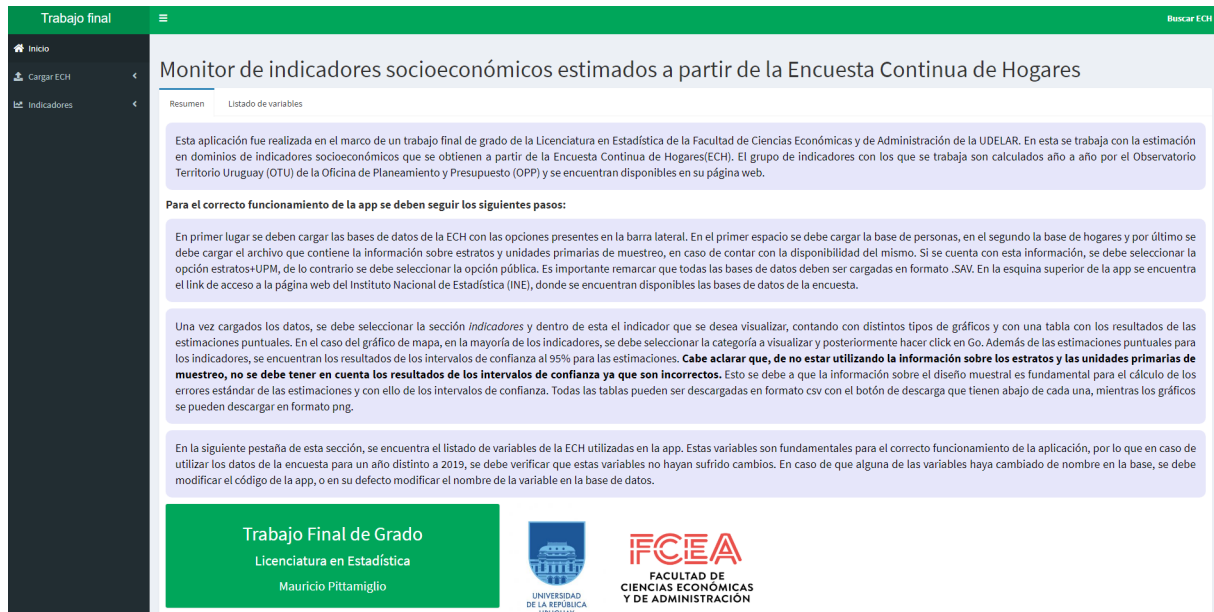 Trabajo final
Buscar ECH
Inicio
Cargar ECH
Indicadores
Monitor de indicadores socioeconómicos estimados a partir de la Encuesta Continua de Hogares
Resumen
Listado de variables
Esta aplicación fue realizada en el marco de un trabajo final de grado de la Licenciatura en Estadística de la Facultad de Ciencias Económicas y de Administración de la UDELAR. En esta se trabaja con la estimación
en dominios de indicadores socioeconómicos que se obtienen a partir de la Encuesta Continua de Hogares(ECH). El grupo de indicadores con los que se trabaja son calculados año a año por el Observatorio
Territorio Uruguay (OTU) de la Oficina de Planeamiento y Presupuesto (OPP) y se encuentran disponibles en su página web.
Para el correcto funcionamiento de la app se deben seguir los siguientes pasos:
En primer lugar se deben cargar las bases de datos de la ECH con las opciones presentes en la barra lateral. En el primer espacio se debe cargar la base de personas, en el segundo la base de hogares y por último se
debe cargar el archivo que contiene la información sobre estratos y unidades primarias de muestreo, en caso de contar con la disponibilidad del mismo. Si se cuenta con esta información, se debe seleccionar la
opción estratos+UPM, de lo contrario se debe seleccionar la opción pública. Es importante remarcar que todas las bases de datos deben ser cargadas en formato .SAV. En la esquina superior de la app se encuentra
el link de acceso a la página web del Instituto Nacional de Estadística (INE), donde se encuentran disponibles las bases de datos de la encuesta.
Una vez cargados los datos, se debe seleccionar la sección indicadores y dentro de esta el indicador que se desea visualizar, contando con distintos tipos de gráficos y con una tabla con los resultados de las
estimaciones puntuales. En el caso del gráfico de mapa, en la mayoría de los indicadores, se debe seleccionar la categoría a visualizar y posteriormente hacer click en Go. Además de las estimaciones puntuales para
los indicadores, se encuentran los resultados de los intervalos de confianza al 95% para las estimaciones. Cabe aclarar que, de no estar utilizando la información sobre los estratos y las unidades primarias de
muestreo, no se debe tener en cuenta los resultados de los intervalos de confianza ya que son incorrectos. Esto se debe a que la información sobre el diseño muestral es fundamental para el cálculo de los
errores estándar de las estimaciones y con ello de los intervalos de confianza. Todas las tablas pueden ser descargadas en formato csv con el botón de descarga que tienen abajo de cada una, mientras los gráficos
se pueden descargar en formato png.
En la siguiente pestaña de esta sección, se encuentra el listado de variables de la ECH utilizadas en la app. Estas variables son fundamentales para el correcto funcionamiento de la aplicación, por lo que en caso de
utilizar los datos de la encuesta para un año distinto a 2019, se debe verificar que estas variables no hayan sufrido cambios. En caso de que alguna de las variables haya cambiado de nombre en la base, se debe
modificar el código de la app, o en su defecto modificar el nombre de la variable en la base de datos.
Trabajo Final de Grado
Licenciatura en Estadística
Mauricio Pittamiglio
UNIVERSIDAD
DE LA REPÚBLICA
URUGUAY
FCEA
FACULTAD DE
CIENCIAS ECONÓMICAS
Y DE ADMINISTRACIÓN